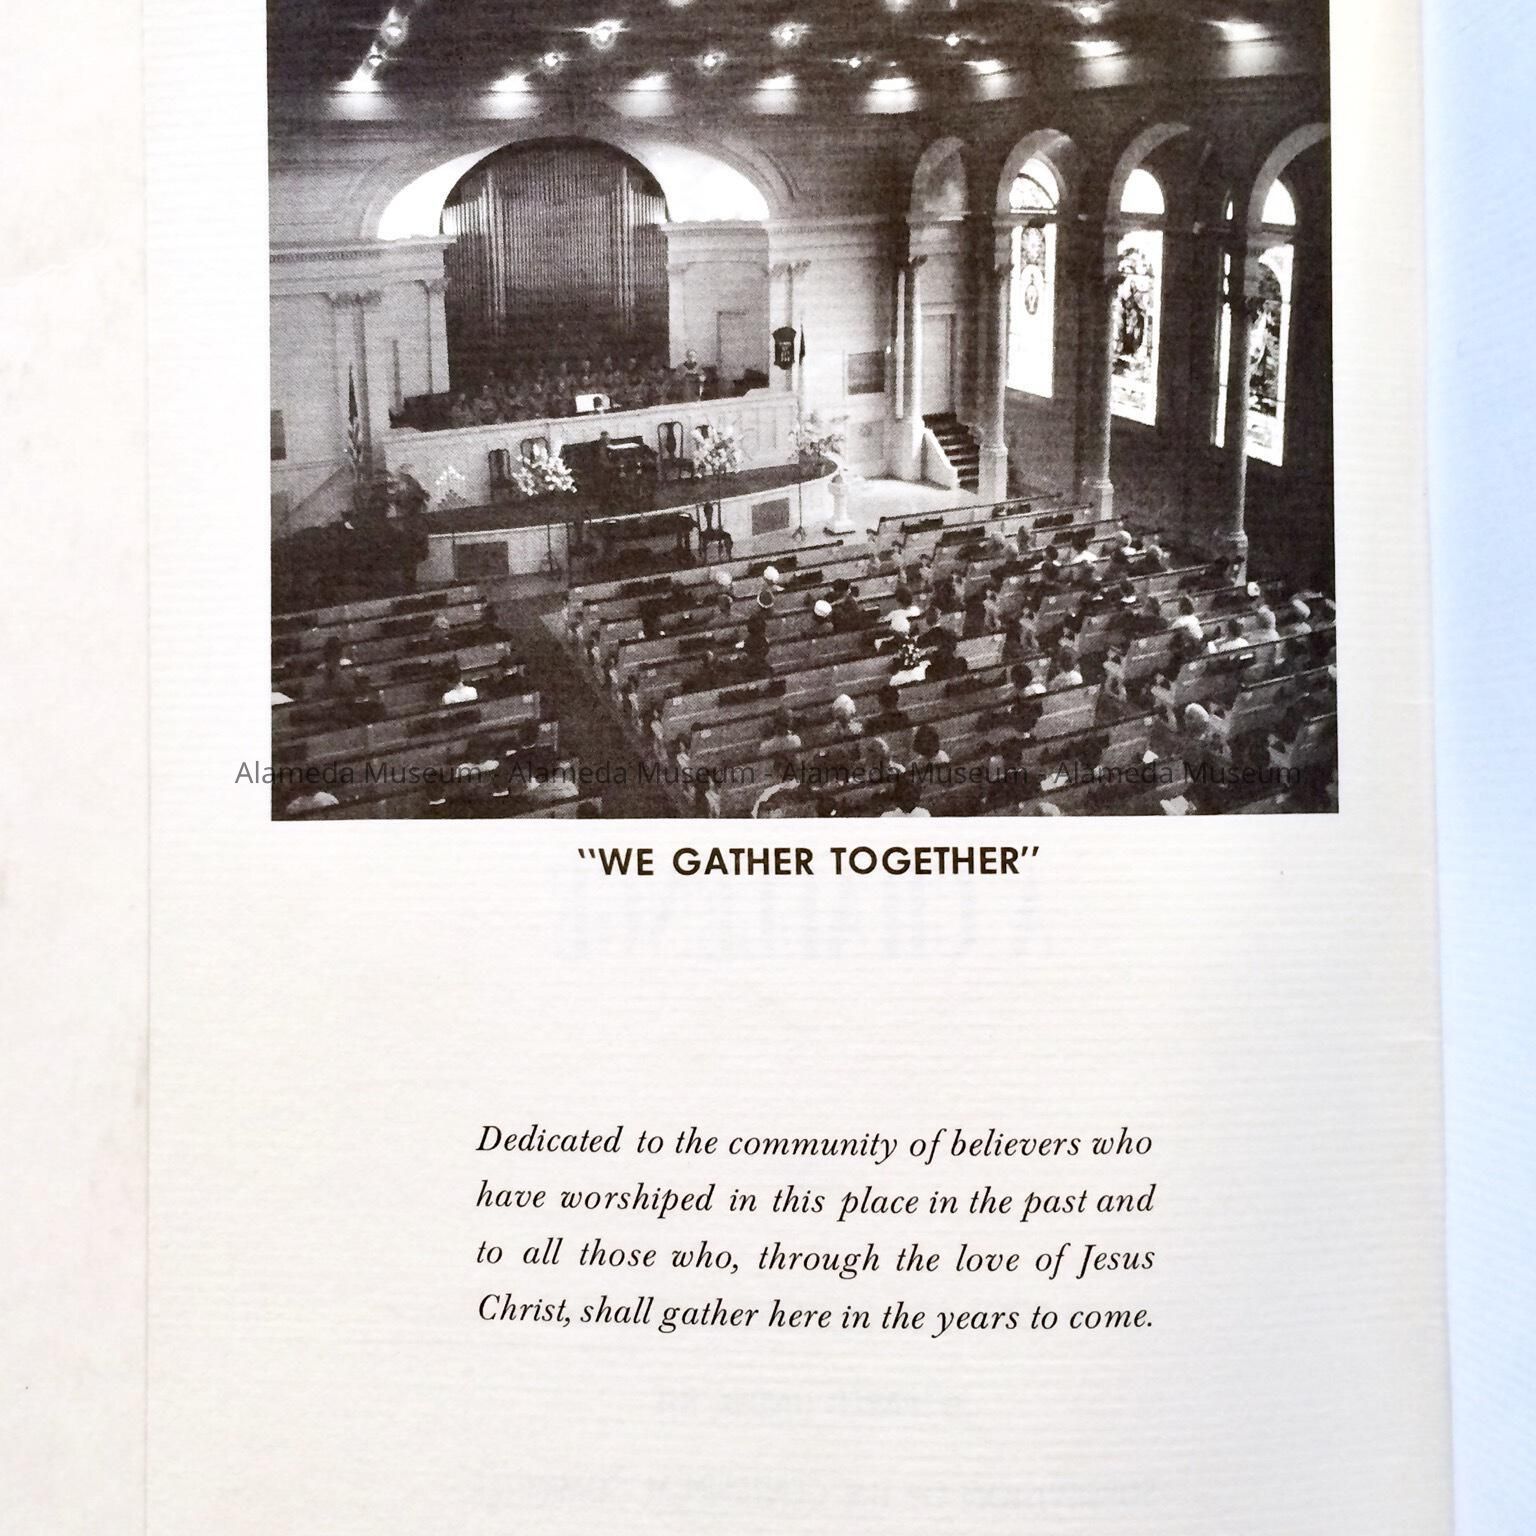 Alameda Museum - Alameda Museum - Alameda Museum - Alameda Museum
"WE GATHER TOGETHER"
Dedicated to the community of believers who
have worshiped in this place in the past and
to all those who, through the love of Jesus
Christ, shall gather here in the years to come.